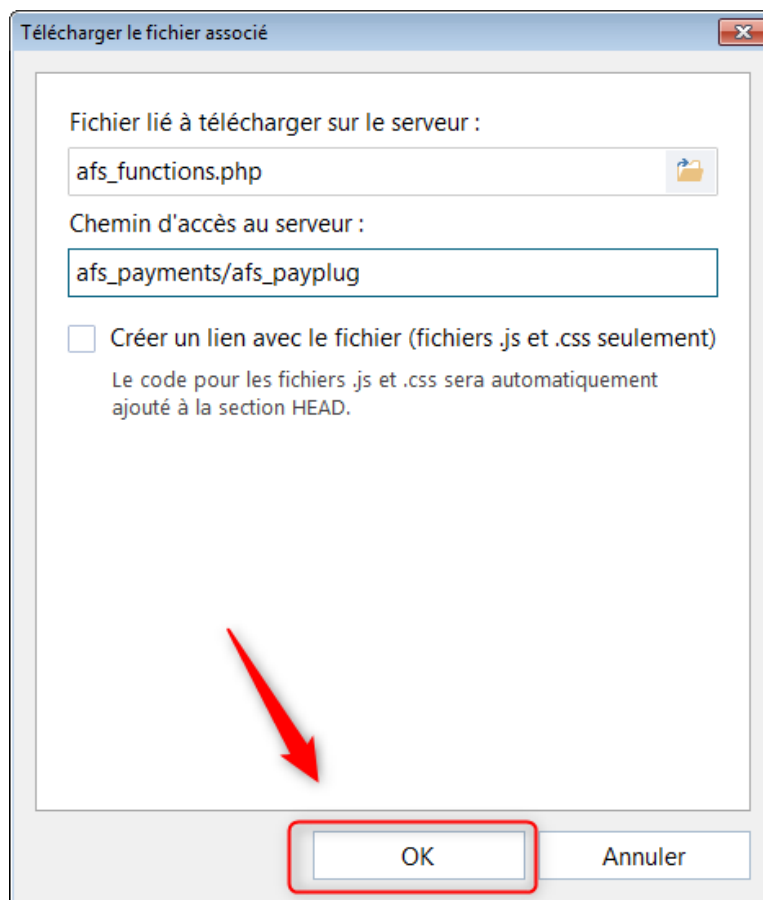 Télécharger le fichier associé
Fichier lié à télécharger sur le serveur :
afs_functions.php
Chemin d'accès au serveur :
afs_payments/afs_payplug
Créer un lien avec le fichier (fichiers .js et .css seulement)
Le code pour les fichiers .js et .css sera automatiquement
ajouté à la section HEAD.
OK
Annuler